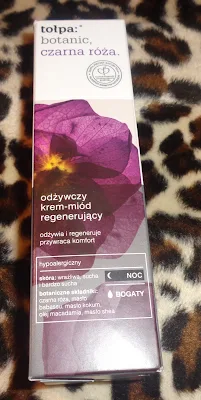 tołpa:®
botanic,
czarna róża.
odżywczy
krem-miód
regenerujący
odżywia i regeneruje
przywraca komfort
hypoalergiczny
skóra: wrażliwa, sucha
i bardzo sucha
NOC
botaniczne składniki:
czarna róża, masło
babassu, masło kokum,
olej macadamia, masło shea
BOGATY